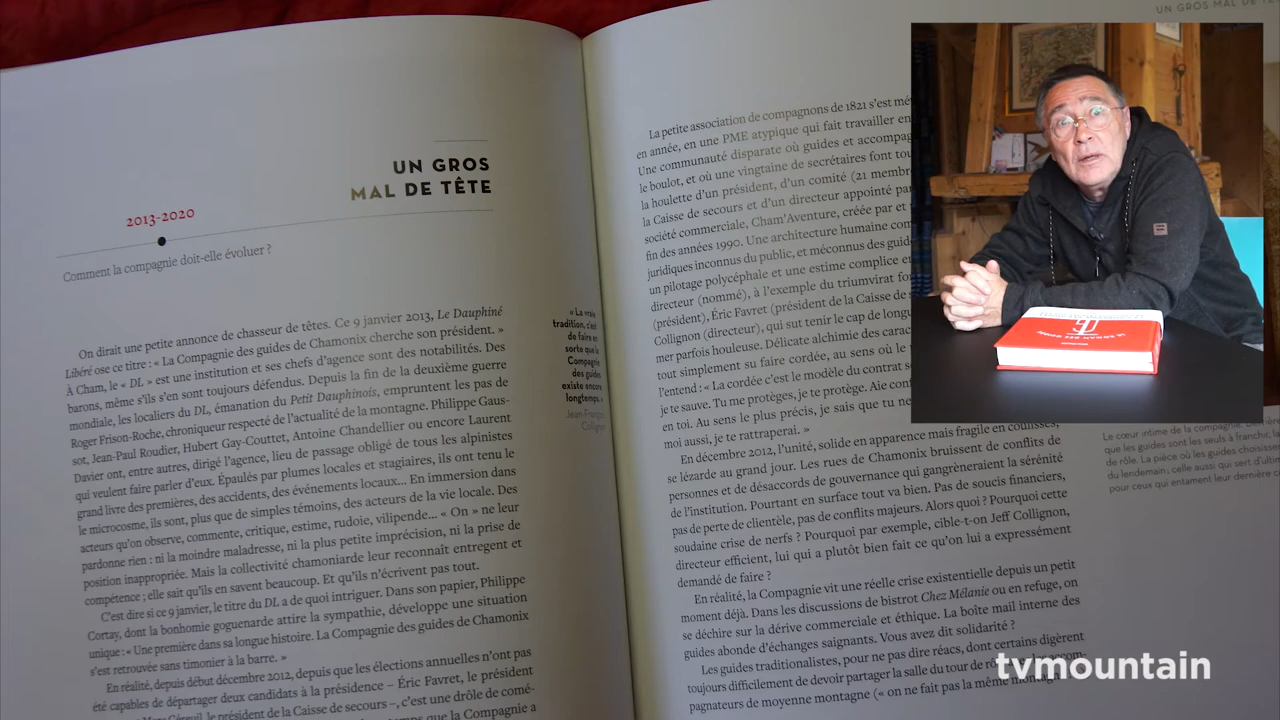 UN GROS
MAL DE TÊTE
2013-2020
Comment la compagnie doit-elle évoluer ?
On dirait une petite annonce de chasseur de têtes. Ce 9 janvier 2013, Le Dauphiné
Libéré ose ce titre : « La Compagnie des guides de Chamonix cherche son président. »
À Cham, le « DL » est une institution et ses chefs d'agence sont des notabilités. Des
barons, même s'ils s'en sont toujours défendus. Depuis la fin de la deuxième guerre
mondiale, les localiers du DL, émanation du Petit Dauphinois, empruntent les pas de
Roger Frison-Roche, chroniqueur respecté de l'actualité de la montagne. Philippe Gaus-
sot, Jean-Paul Roudier, Hubert Gay-Couttet, Antoine Chandellier ou encore Laurent
Davier ont, entre autres, dirigé l'agence, lieu de passage obligé de tous les alpinistes
qui veulent faire parler d'eux. Épaulés par plumes locales et stagiaires, ils ont tenu le
grand livre des premières, des accidents, des événements locaux... En immersion dans
le microcosme, ils sont, plus que de simples témoins, des acteurs de la vie locale. Des
acteurs qu'on observe, commente, critique, estime, rudoie, vilipende... « On » ne leur
pardonne rien : ni la moindre maladresse, ni la plus petite imprécision, ni la prise de
position inappropriée. Mais la collectivité chamoniarde leur reconnaît entregent et
compétence ; elle sait qu'ils en savent beaucoup. Et qu'ils n'écrivent pas tout.
C'est dire si ce 9 janvier, le titre du DL a de quoi intriguer. Dans son papier, Philippe
Cortay, dont la bonhomie goguenarde attire la sympathie, développe une situation
unique : « Une première dans sa longue histoire. La Compagnie des guides de Chamonix
s'est retrouvée sans timonier à la barre. »
En réalité, depuis début décembre 2012, depuis que les élections annuelles n'ont pas
été capables de départager deux candidats à la présidence – Éric Favret, le président
le président de la Caisse de secours –, c'est une drôle de comé-
que la Compagnie a
« La vraie
tradition, c'est
de faire en
sorte que la
Compagnie
des guides
existe encore
longtemps. »
Jean-François
Collignon
UN GROS MAL DE TÊTE
La petite association de compagnons de 1821 s'est
en année, en une PME atypique qui fait travailler en
Une communauté disparate où guides et
le boulot, et où une vingtaine de secrétaires font
la houlette d'un président, d'un comité (21
la Caisse de secours et d'un directeur appointé
société commerciale, Cham'Aventure, créée par et
fin des années 1990. Une architecture humaine
juridiques inconnus du public, et méconnus des
un pilotage polycéphale et une estime complice
directeur (nommé), à l'exemple du triumvirat
(président), Éric Favret (président de la Caisse de
Collignon (directeur), qui sut tenir le cap de
mer parfois houleuse. Délicate alchimie des
tout simplement su faire cordée, au sens où le
l'entend : « La cordée c'est le modèle du contrat
je te sauve. Tu me protèges, je te protège. Aie
en toi. Au sens le plus précis, je sais que tu ne
moi aussi, je te rattraperai. »
En décembre 2012, l'unité, solide en apparence mais fragile en coulisses,
se lézarde au grand jour. Les rues de Chamonix bruissent de conflits de
personnes et de désaccords de gouvernance qui gangrèneraient la sérénité
de l'institution. Pourtant en surface tout va bien. Pas de soucis financiers,
pas de perte de clientèle, pas de conflits majeurs. Alors quoi ? Pourquoi cette
soudaine crise de nerfs ? Pourquoi par exemple, cible-t-on Jeff Collignon,
directeur efficient, lui qui a plutôt bien fait ce qu'on lui a expressément
demandé de faire ?
En réalité, la Compagnie vit une réelle crise existentielle depuis un petit
moment déjà. Dans les discussions de bistrot Chez Mélanie ou en refuge, on
se déchire sur la dérive commerciale et éthique. La boîte mail interne des
guides abonde d'échanges saignants. Vous avez dit solidarité ?
Les guides traditionalistes, pour ne pas dire réacs, dont certains digèrent
toujours difficilement de devoir partager la salle du tour de
pagnateurs de moyenne montagne (« on ne fait pas la même
Le cœur intime de la compagnie.
que les guides sont les seuls à franchir, la
de rôle. La pièce où les guides choisissent
du lendemain ; celle aussi qui sert
pour ceux qui entament leur dernière
tvmountain